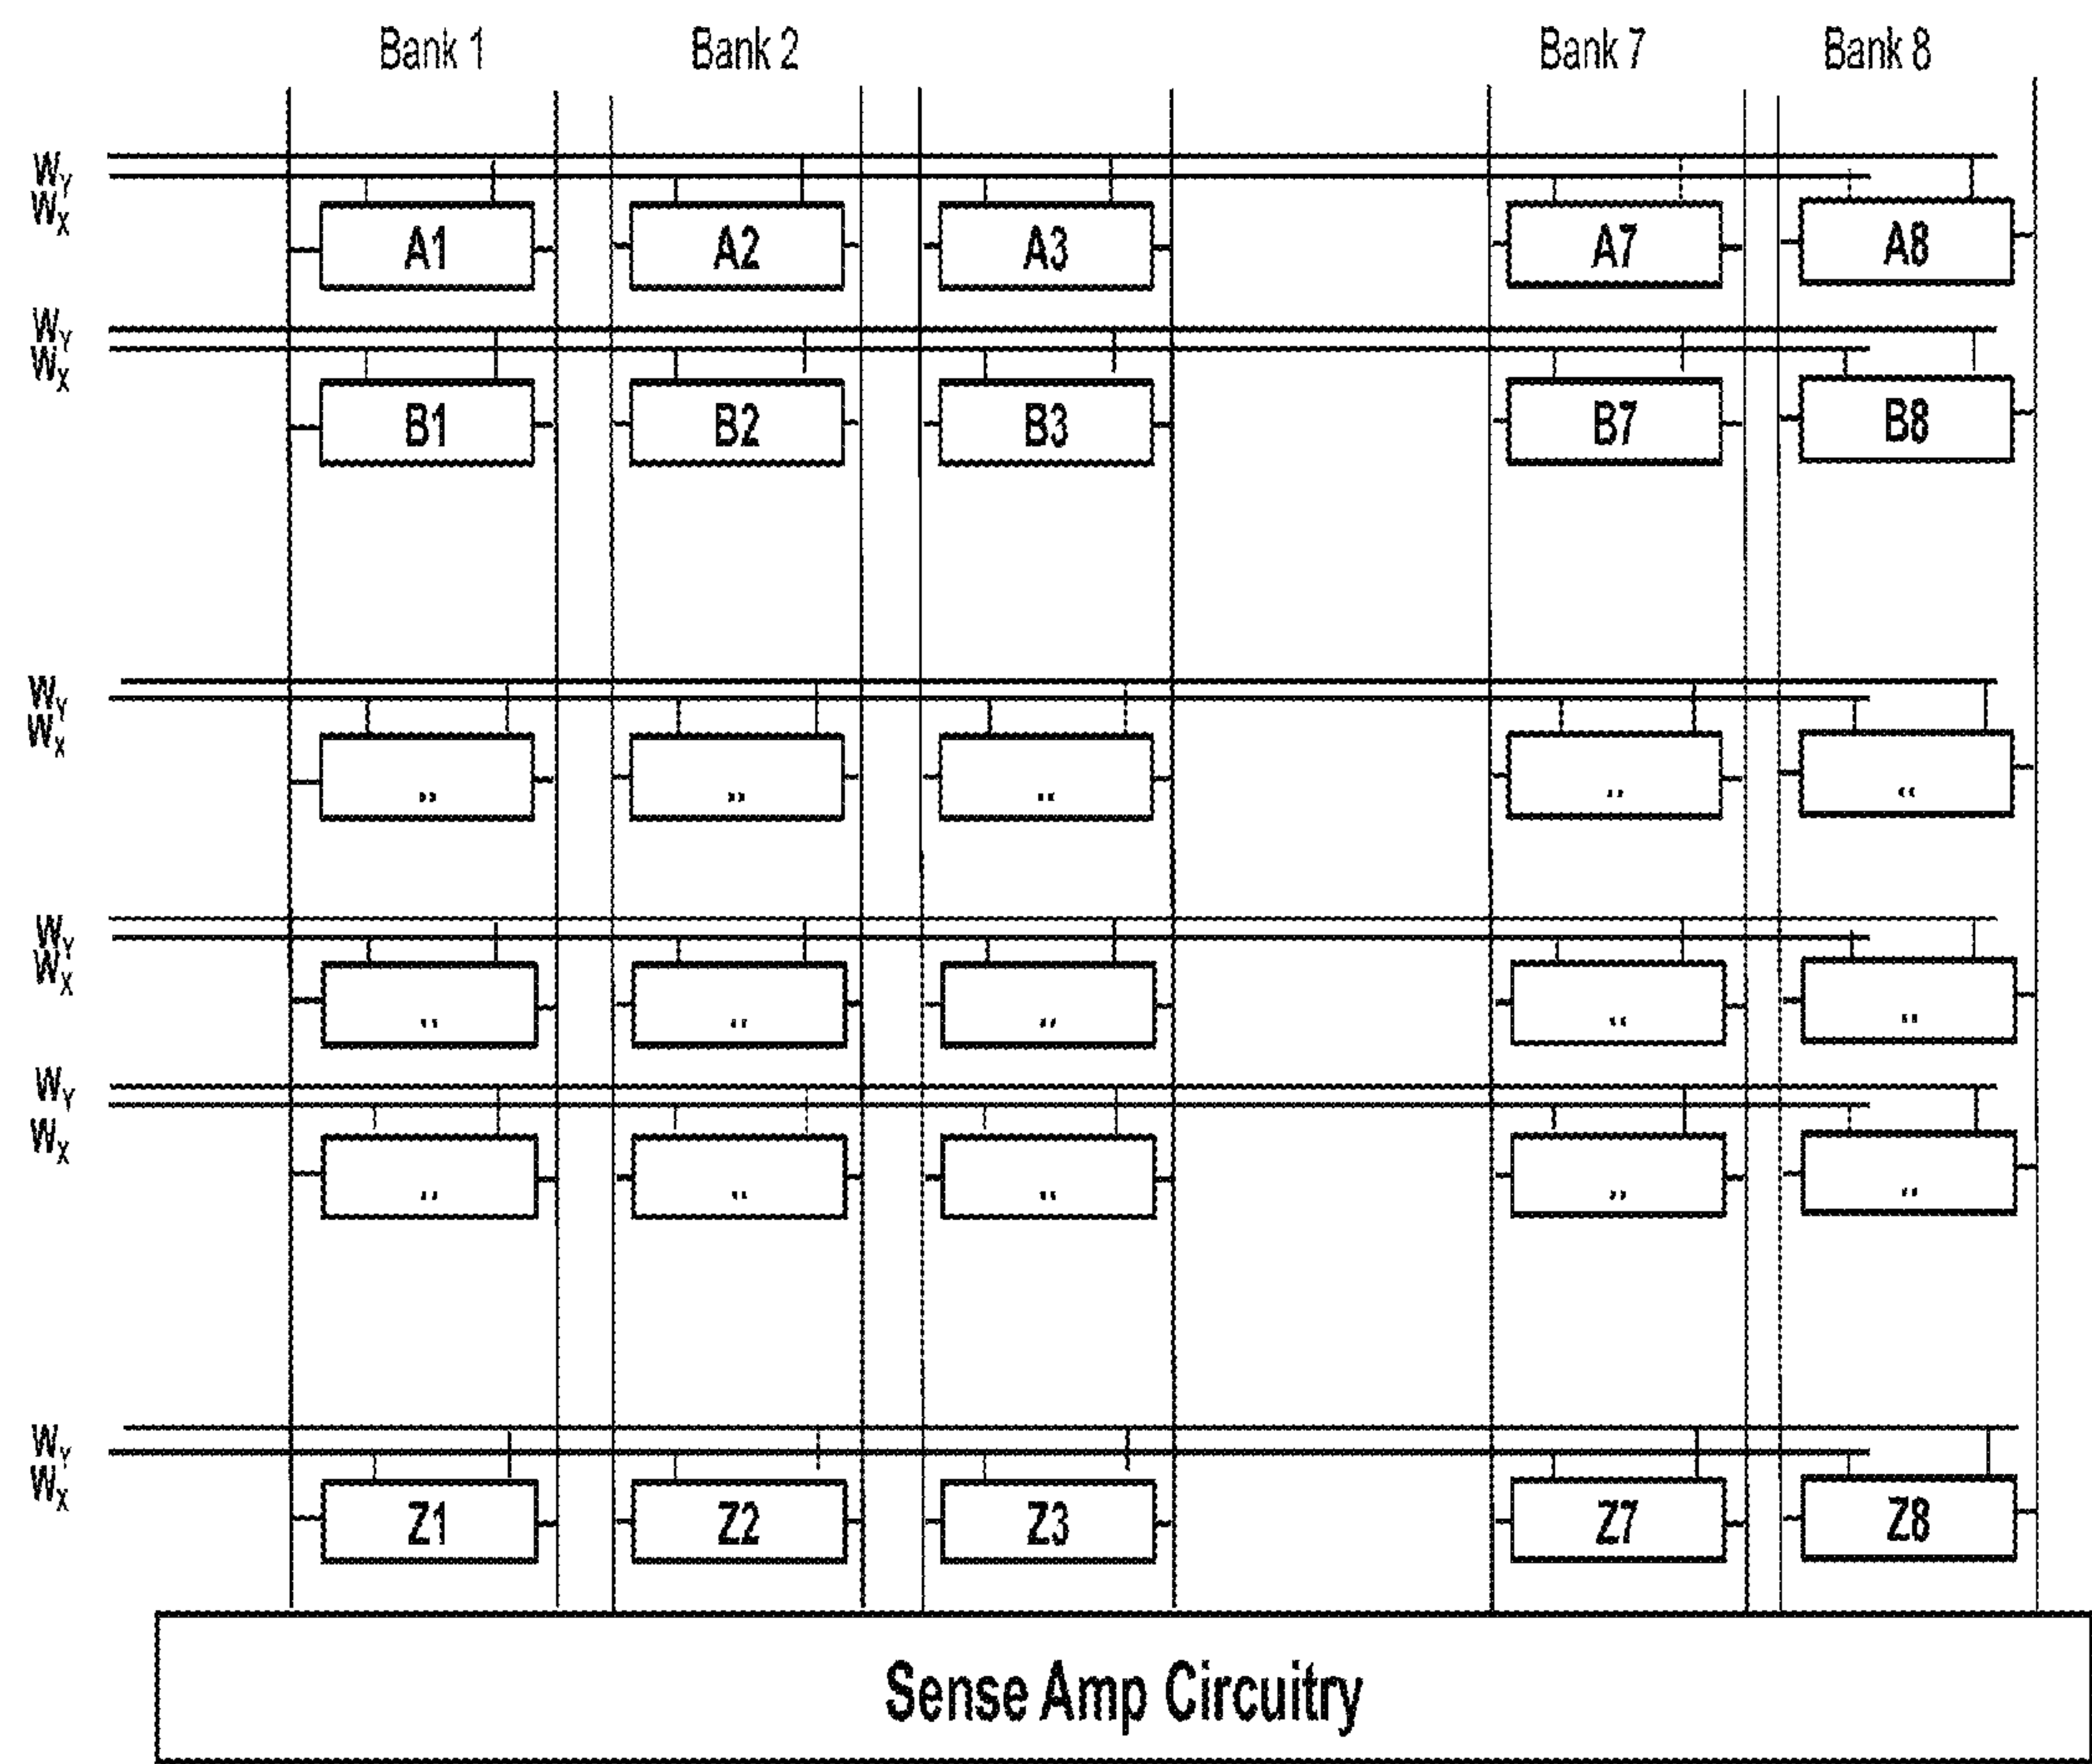 Bank 1 Bank 2 Bank 7 Bank 8
WY
WX
A1 A2 A3 A7 A8
WY
WX
B1 B2 B3 B7 B8
WY
WX
,, ,, “ ,, “
WY
WX
“ “ ,, “ “
WY
WX
,, “ “ ,, ,,
WY
WX
Z1 Z2 Z3 Z7 Z8
Sense Amp Circuitry